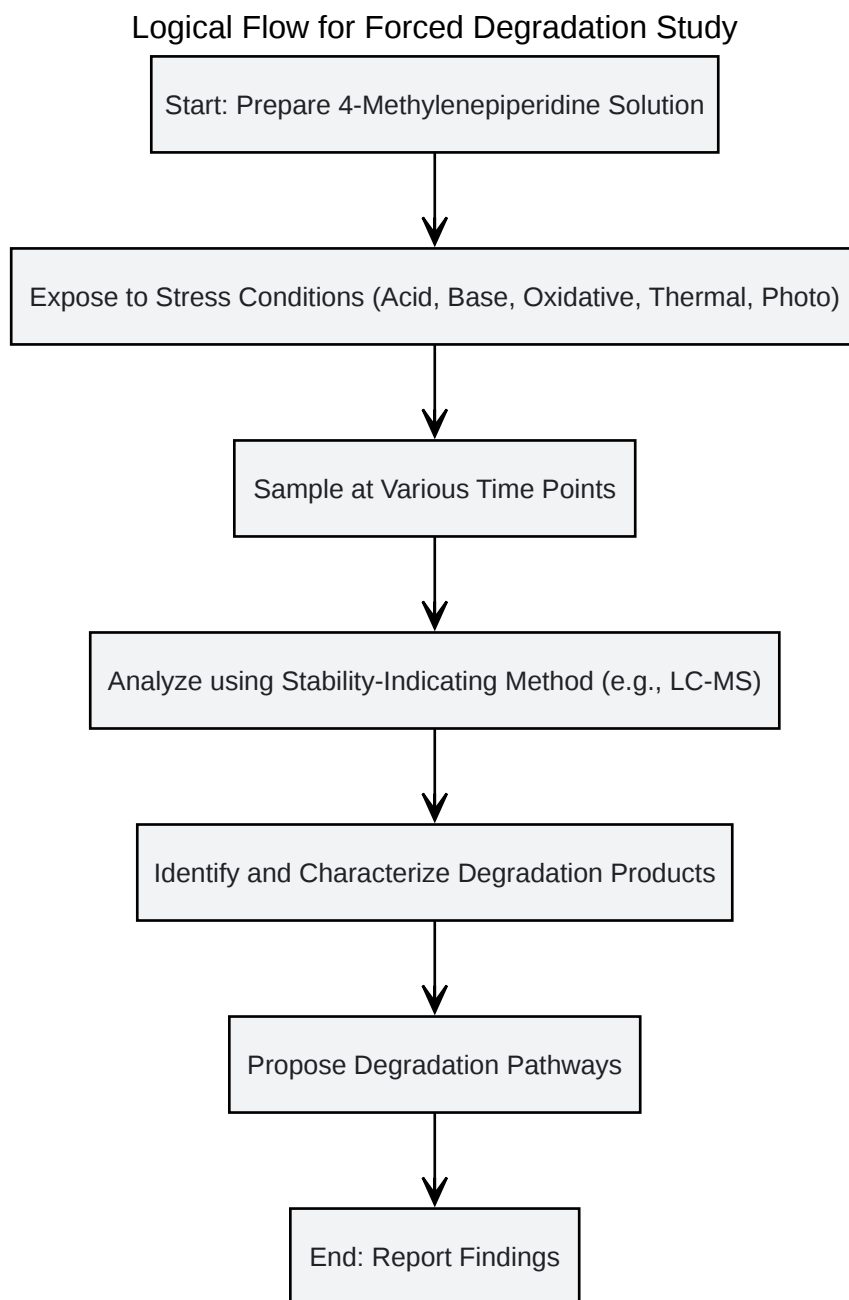 Logical Flow for Forced Degradation Study
Start: Prepare 4-Methylenepiperidine Solution
Expose to Stress Conditions (Acid, Base, Oxidative, Thermal, Photo)
Sample at Various Time Points
Analyze using Stability-Indicating Method (e.g., LC-MS)
Identify and Characterize Degradation Products
Propose Degradation Pathways
End: Report Findings